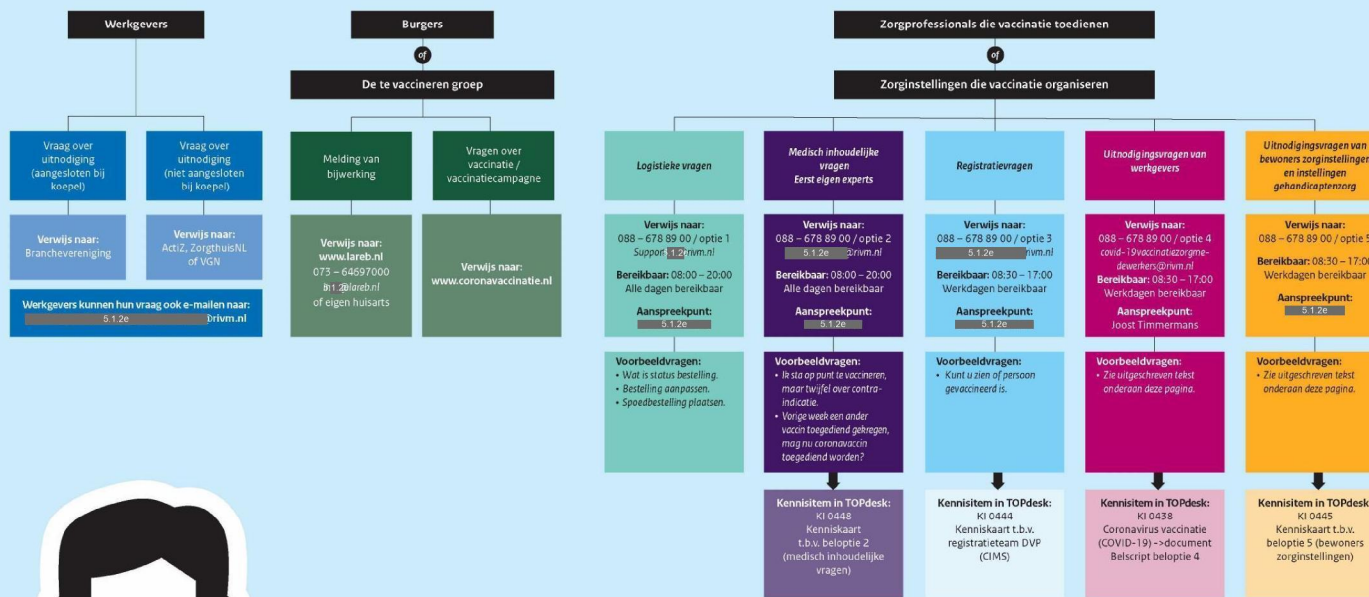 Werkgevers
Vraag over
uitnodiging
(aangesloten bij
koepel)
Vraag over
uitnodiging
(niet aangesloten
bij koepel)
Verwijs naar:
Branchevereniging
Verwijs naar:
ActiZ, ZorgthuisNL
of VGN
Werkgevers kunnen hun vraag ook e-mailen naar:
5.1.2e @rivm.nl
Burgers
of
De te vaccineren groep
Melding van
bijwerking
Vragen over
vaccinatie /
vaccinatiecampagne
Verwijs naar:
www.lareb.nl
073 – 64697000
5.1.2e @lareb.nl
of eigen huisarts
Verwijs naar:
www.coronavaccinatie.nl
Zorgprofessionals die vaccinatie toedienen
of
Zorginstellingen die vaccinatie organiseren
Logistieke vragen
Verwijs naar:
088 – 678 89 00 / optie 1
Support 5.1.2e rivm.nl
Bereikbaar: 08:00 – 20:00
Alle dagen bereikbaar
Aanspreekpunt:
5.1.2e
Voorbeeldvragen:
• Wat is status bestelling.
• Bestelling aanpassen.
• Spoedbestelling plaatsen.
Medisch inhoudelijke
vragen
Eerst eigen experts
Verwijs naar:
088 – 678 89 00 / optie 2
5.1.2e @rivm.nl
Bereikbaar: 08:00 – 20:00
Alle dagen bereikbaar
Aanspreekpunt:
5.1.2e
Voorbeeldvragen:
• Ik sta op punt te vaccineren,
maar twijfel over contra-
indicatie.
• Vorige week een ander
vaccin toegediend gekregen,
mag nu coronavaccin
toegediend worden?
Kennisitem in TOPdesk:
KI 0448
Kenniskaart
t.b.v. beloptie 2
(medisch inhoudelijke
vragen)
Registratievragen
Verwijs naar:
088 – 678 89 00 / optie 3
5.1.2e rivm.nl
Bereikbaar: 08:30 – 17:00
Werkdagen bereikbaar
Aanspreekpunt:
5.1.2e
Voorbeeldvragen:
• Kunt u zien of persoon
gevaccineerd is.
Kennisitem in TOPdesk:
KI 0444
Kenniskaart t.b.v.
registratieteam DVP
(CIMS)
Uitnodigingsvragen van
werkgevers
Verwijs naar:
088 – 678 89 00 / optie 4
covid-19vaccinatiezorgme-
dewerkers@rivm.nl
Bereikbaar: 08:30 – 17:00
Werkdagen bereikbaar
Aanspreekpunt:
Joost Timmermans
Voorbeeldvragen:
• Zie uitgeschreven tekst
onderaan deze pagina.
Kennisitem in TOPdesk:
KI 0438
Coronavirus vaccinatie
(COVID-19) ->document
Belscript beloptie 4
Uitnodigingsvragen van
bewoners zorginstellingen
en instellingen
gehandicaptenzorg
Verwijs naar:
088 – 678 89 00 / optie 5
Bereikbaar: 08:30 – 17:00
Werkdagen bereikbaar
Aanspreekpunt:
5.1.2e
Voorbeeldvragen:
• Zie uitgeschreven tekst
onderaan deze pagina.
Kennisitem in TOPdesk:
KI 0445
Kenniskaart t.b.v.
beloptie 5 (bewoners
zorginstellingen)